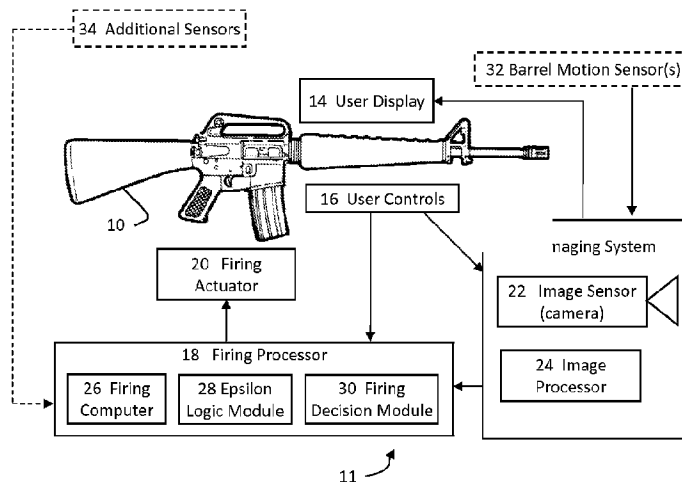 34 Additional Sensors
32 Barrel Motion Sensor(s)
14 User Display
10
16 User Controls
naging System
20 Firing
Actuator
22 Image Sensor
(camera)
18 Firing Processor
24 Image
Processor
26 Firing
Computer
28 Epsilon
Logic Module
30 Firing
Decision Module
11